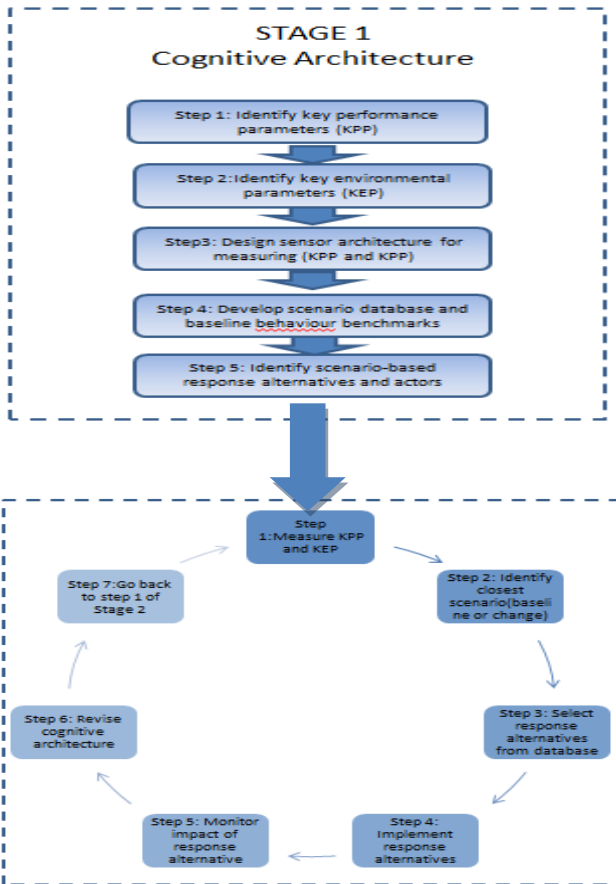 STAGE 1
Cognitive Architecture
Step 1: Identify key performance
parameters (KPP)
Step 2:Identify key environmental
parameters (KEP)
Step3: Design sensor architecture for
measuring (KPP and KPP)
Step 4: Develop scenario database and
baseline behaviour benchmarks
Step 5: Identify scenario-based
response alternatives and actors
Step
1:Measure KPP
and KEP
Step 2: Identify
closest
scenario(baseli
ne or change)
Step 3: Select
response
alternatives
from database
Step 4:
Implement
response
alternatives
Step 5: Monitor
impact of
response
alternative
Step 6: Revise
cognitive
architecture
Step 7:Go back
to step 1 of
Stage 2